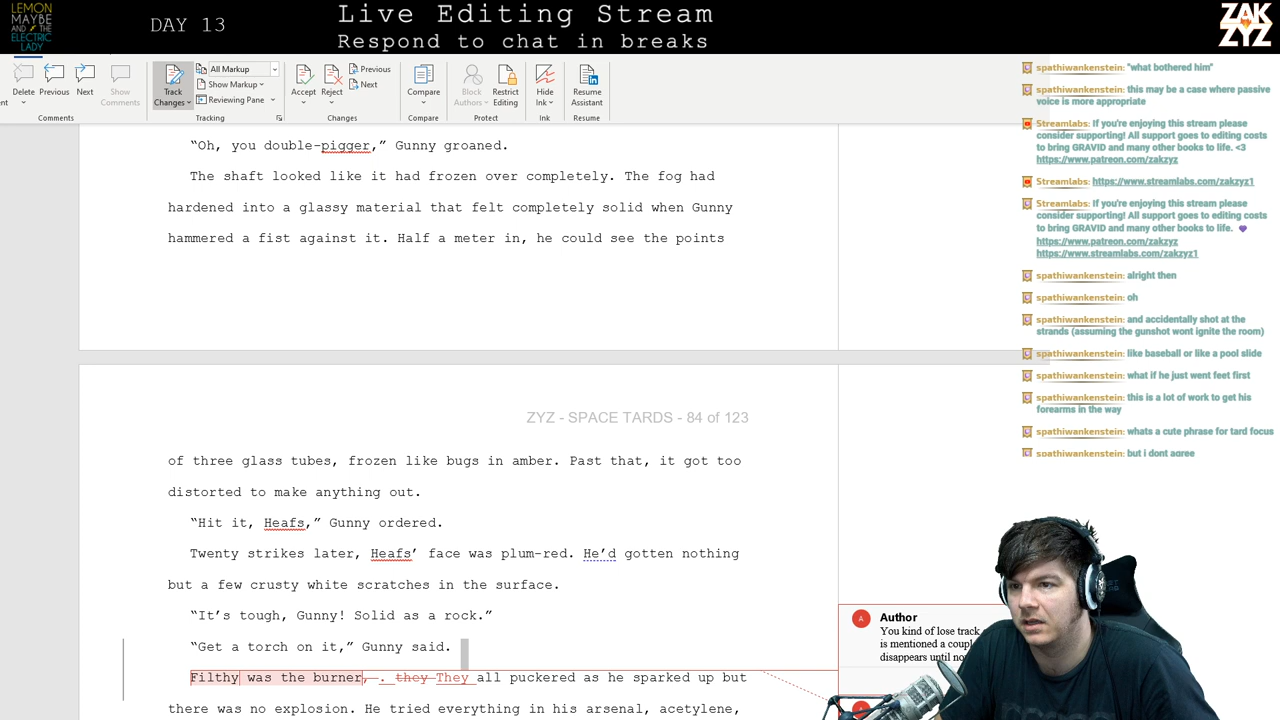 LEMON
MAYBE
AND THE
ELECTRIC
LADY
DAY 13
Live Editing Stream
Respond to chat in breaks
ZAK
ZYZ
Delete
Previous
Next
Show
Comments
Comments
Track
Changes
All Markup
Show Markup
Reviewing Pane
Tracking
Accept
Reject
Previous
Next
Changes
Compare
Compare
Block
Authors
Restrict
Editing
Protect
Hide
Ink
Ink
Resume
Assistant
Resume
“Oh, you double-pigger,” Gunny groaned.
The shaft looked like it had frozen over completely. The fog had
hardened into a glassy material that felt completely solid when Gunny
hammered a fist against it. Half a meter in, he could see the points
ZYZ - SPACE TARDS - 84 of 123
of three glass tubes, frozen like bugs in amber. Past that, it got too
distorted to make anything out.
“Hit it, Heafs,” Gunny ordered.
Twenty strikes later, Heafs’ face was plum-red. He’d gotten nothing
but a few crusty white scratches in the surface.
“It’s tough, Gunny! Solid as a rock.”
“Get a torch on it,” Gunny said.
Filthy was the burner, . they They all puckered as he sparked up but
there was no explosion. He tried everything in his arsenal, acetylene,
A Author
You kind of lose track
is mentioned a coupl
disappears until no
A
spathiwankenstein: "what bothered him"
spathiwankenstein: this may be a case where passive
voice is more appropriate
Streamlabs: If you're enjoying this stream please
consider supporting! All support goes to editing costs
to bring GRAVID and many other books to life. <3
https://www.patreon.com/zakzyz
Streamlabs: https://www.streamlabs.com/zakzyz1
Streamlabs: If you're enjoying this stream please
consider supporting! All support goes to editing costs
to bring GRAVID and many other books to life. 💜
https://www.patreon.com/zakzyz
https://www.streamlabs.com/zakzyz1
spathiwankenstein: alright then
spathiwankenstein: oh
spathiwankenstein: and accidentally shot at the
strands (assuming the gunshot wont ignite the room)
spathiwankenstein: like baseball or like a pool slide
spathiwankenstein: what if he just went feet first
spathiwankenstein: this is a lot of work to get his
forearms in the way
spathiwankenstein: whats a cute phrase for tard focus
spathiwankenstein: but i dont agree